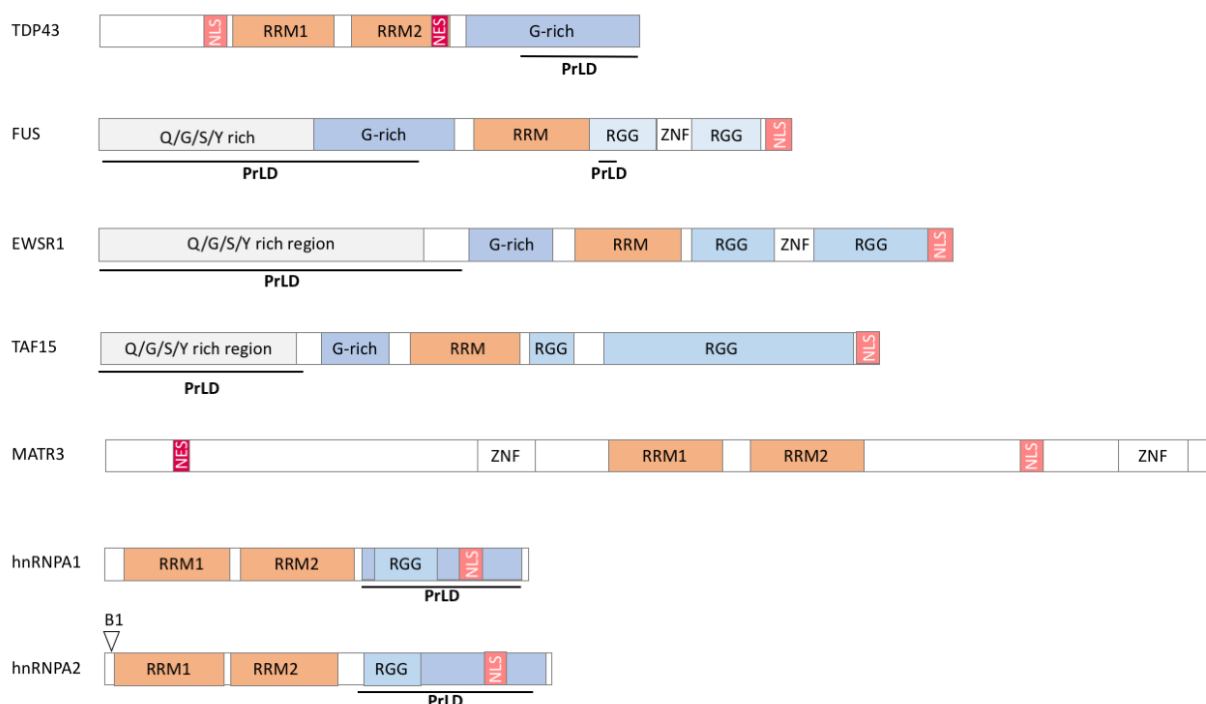 TDP43 NLS RRM1 RRM2 NES G-rich
PrLD
FUS Q/G/S/Y rich G-rich RRM RGG ZNF RGG NLS
PrLD PrLD
EWSR1 Q/G/S/Y rich region G-rich RRM RGG ZNF RGG NLS
PrLD
TAF15 Q/G/S/Y rich region G-rich RRM RGG RGG NLS
PrLD
MATR3 NES ZNF RRM1 RRM2 NLS ZNF
hnRNPA1 RRM1 RRM2 RGG NLS
PrLD
B1
hnRNPA2 RRM1 RRM2 RGG NLS
PrLD